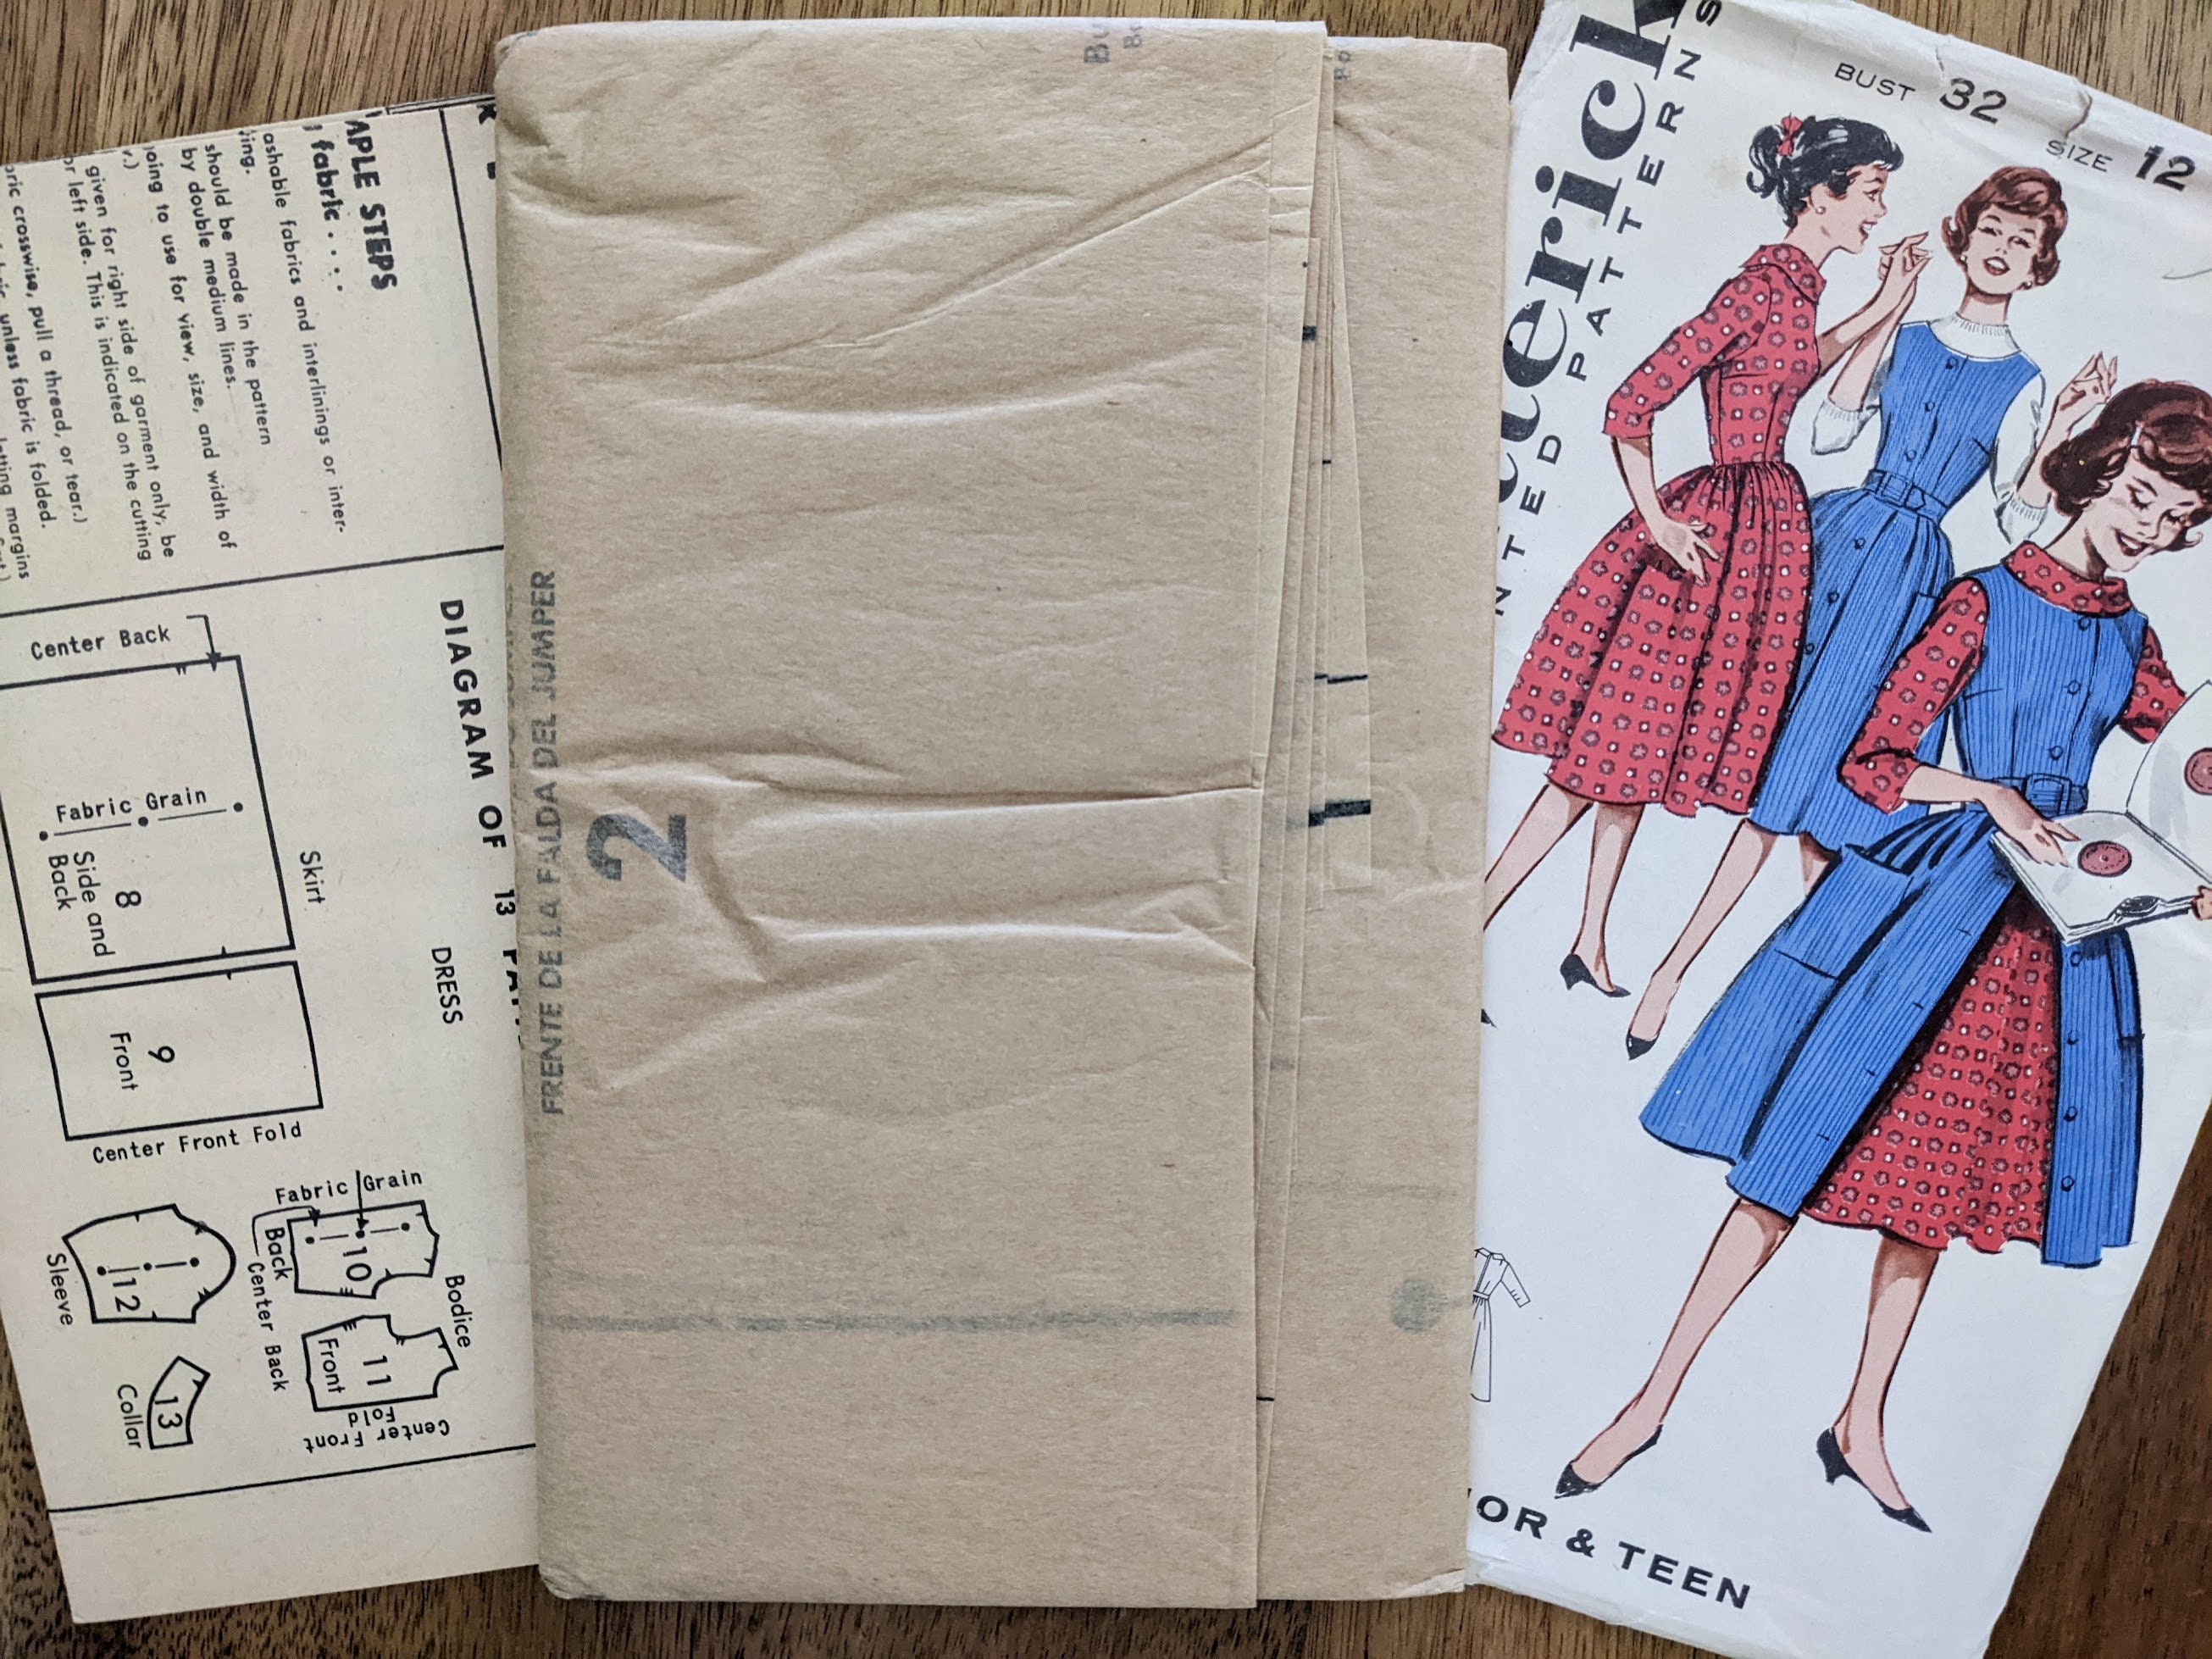 APLE STEPS
fabric . . . .
ashable fabrics and interlinings or inter-
ing.
should be made in the pattern
by double medium lines.
oing to use for view, size, and width of
given for right side of garment only, be
or left side. This is indicated on the cutting
ric crosswise, pull a thread, or tear.)
unless fabric is folded.
margins
DIAGRAM OF 13
DRESS
Skirt
Center Back
Fabric Grain
8
Side and
Back
9
Front
Center Front Fold
Bodice
Fabric Grain
10
Back
Center Back
11
Front
Center Front
Fold
12
Sleeve
13
Collar
FRENTE DE LA FALDA DEL JUMPER
2
terick
NTED PATTERNS
BUST 32
SIZE 12
OR & TEEN